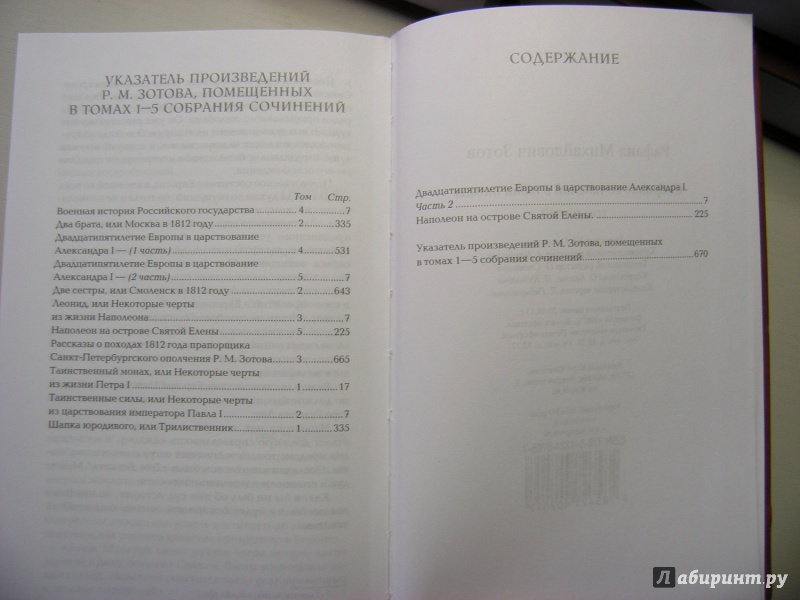 УКАЗАТЕЛЬ ПРОИЗВЕДЕНИЙ
Р. М. ЗОТОВА, ПОМЕЩЕННЫХ
В ТОМАХ 1—5 СОБРАНИЯ СОЧИНЕНИЙ
Том Стр.
Военная история Российского государства 4 7
Два брата, или Москва в 1812 году 2 335
Двадцатипятилетие Европы в царствование
Александра I — (1 часть) 4 531
Двадцатипятилетие Европы в царствование
Александра I — (2 часть) 5 7
Две сестры, или Смоленск в 1812 году 2 643
Леонид, или Некоторые черты
из жизни Наполеона 3 7
Наполеон на острове Святой Елены 5 225
Рассказы о походах 1812 года прапорщика
Санкт-Петербургского ополчения Р. М. Зотова 3 665
Таинственный монах, или Некоторые черты
из жизни Петра I 1 17
Таинственные силы, или Некоторые черты
из царствования императора Павла I 2 7
Шапка юродивого, или Трилиственник 1 335
СОДЕРЖАНИЕ
Двадцатипятилетие Европы в царствование Александра I.
Часть 2 7
Наполеон на острове Святой Елены. 225
Указатель произведений Р. М. Зотова, помещенных
в томах 1—5 собрания сочинений 670
Лабиринт.ру